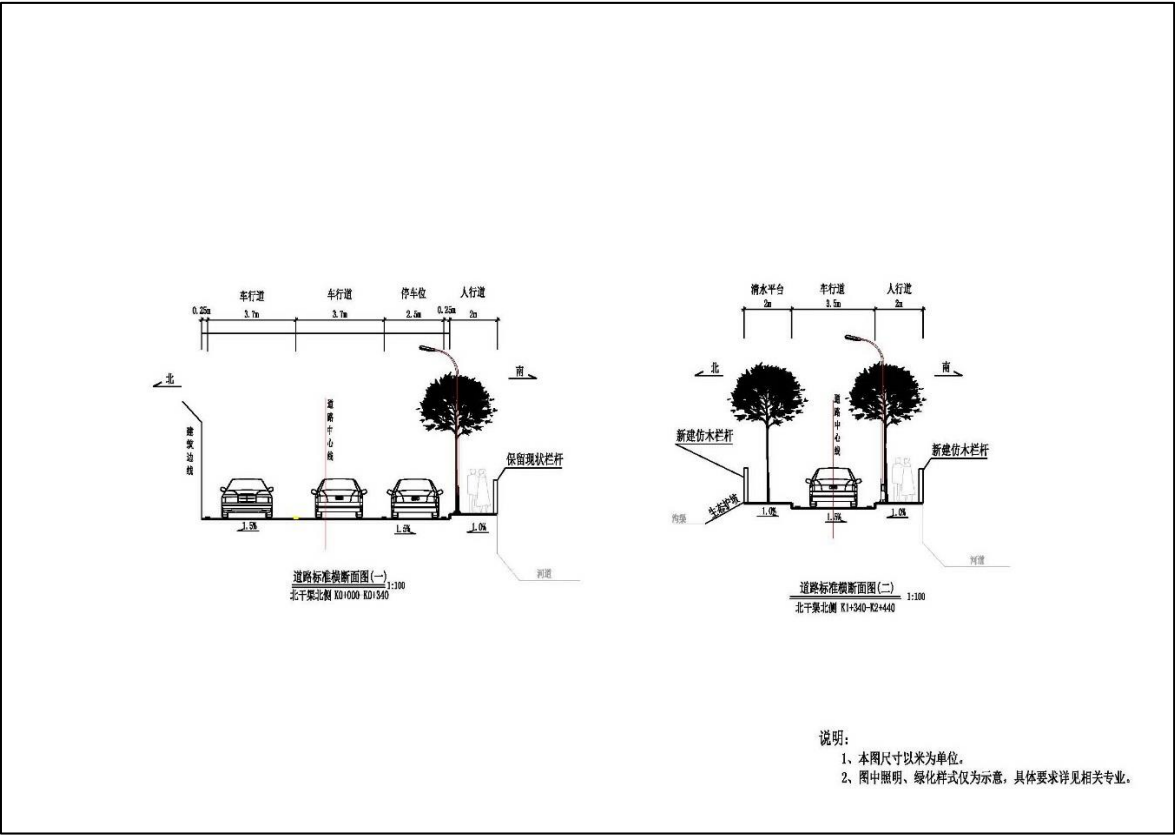 车行道 车行道 停车位 人行道
0.25m 3.7m 3.7m 2.5m 0.25m 2m
北
南
建筑边线
道路中心线
保留现状栏杆
1.5% 1.5% 1.0%
河道
道路标准横断面图(一) 1:100
北干渠北侧 K0+000-K0+340
清水平台 车行道 人行道
2m 3.5m 2m
北
南
道路中心线
新建仿木栏杆
新建仿木栏杆
沟渠
生态护坡
1.0% 1.5% 1.0%
河道
道路标准横断面图(二) 1:100
北干渠北侧 K1+340-K2+440
说明:
1、本图尺寸以米为单位。
2、图中照明、绿化样式仅为示意，具体要求详见相关专业。